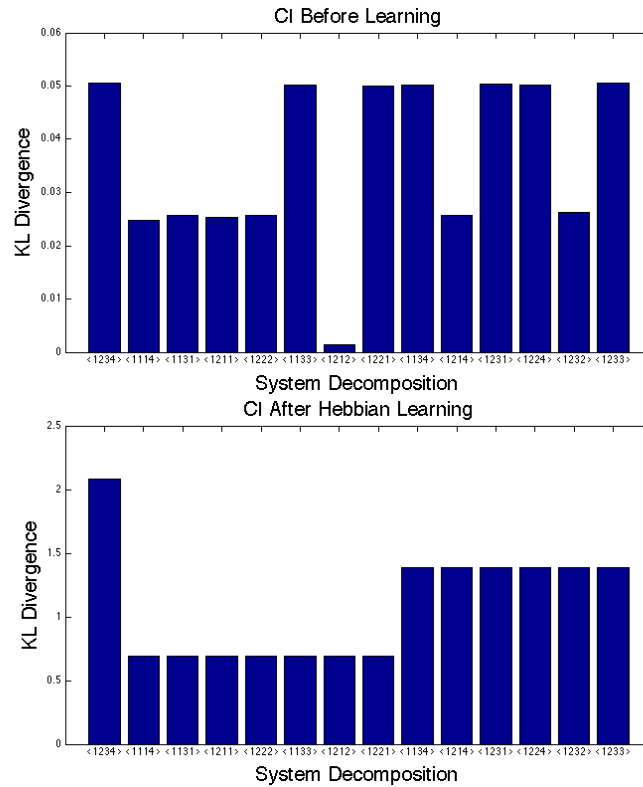 CI Before Learning
0.06
0.05
0.04
0.03
0.02
0.01
0
KL Divergence
<1234> <1114> <1131> <1211> <1222> <1133> <1212> <1221> <1134> <1214> <1231> <1224> <1232> <1233>
System Decomposition
CI After Hebbian Learning
2.5
2
1.5
1
0.5
0
KL Divergence
<1234> <1114> <1131> <1211> <1222> <1133> <1212> <1221> <1134> <1214> <1231> <1224> <1232> <1233>
System Decomposition